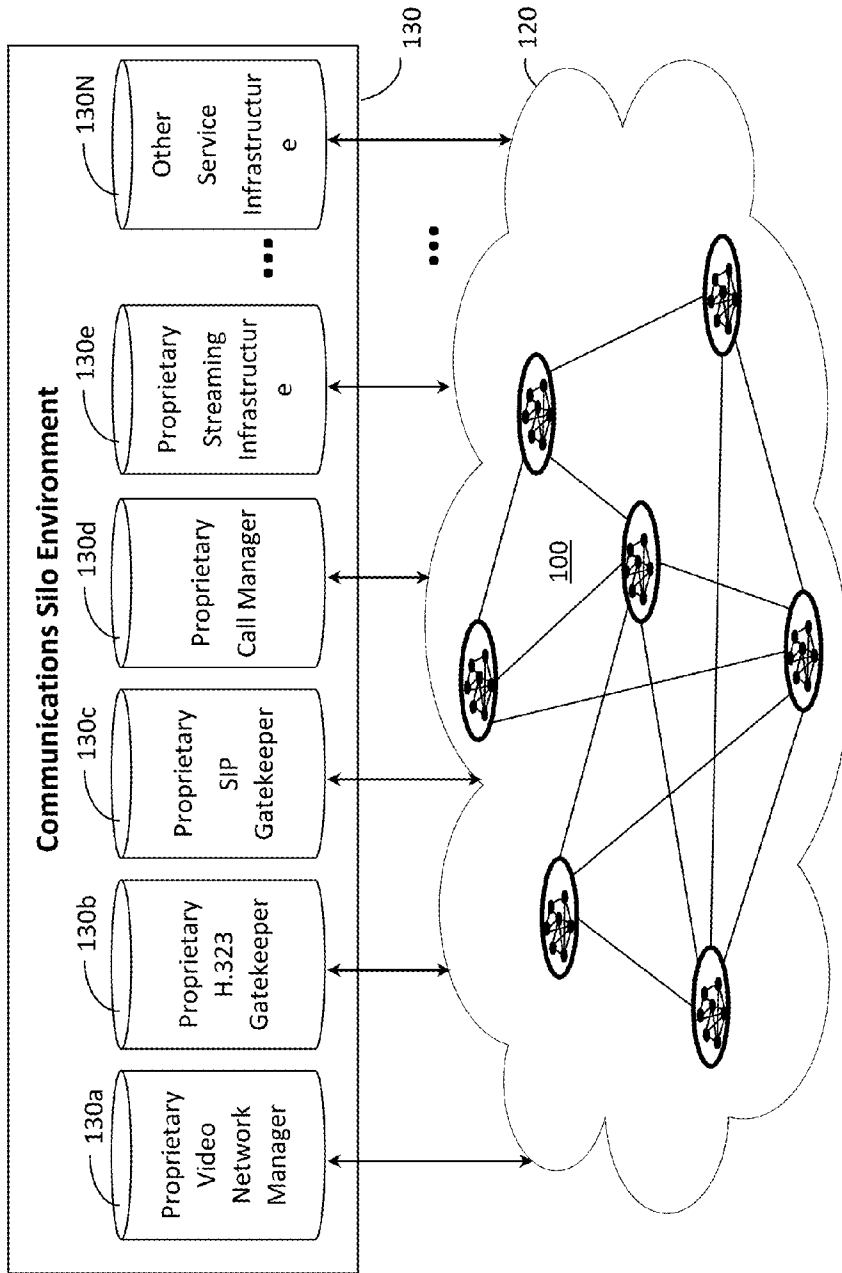 Communications Silo Environment
130a
Proprietary
Video
Network
Manager
130b
Proprietary
H.323
Gatekeeper
130c
Proprietary
SIP
Gatekeeper
130d
Proprietary
Call Manager
130e
Proprietary
Streaming
Infrastructur
e
•••
130N
Other
Service
Infrastructur
e
130
•••
120
100